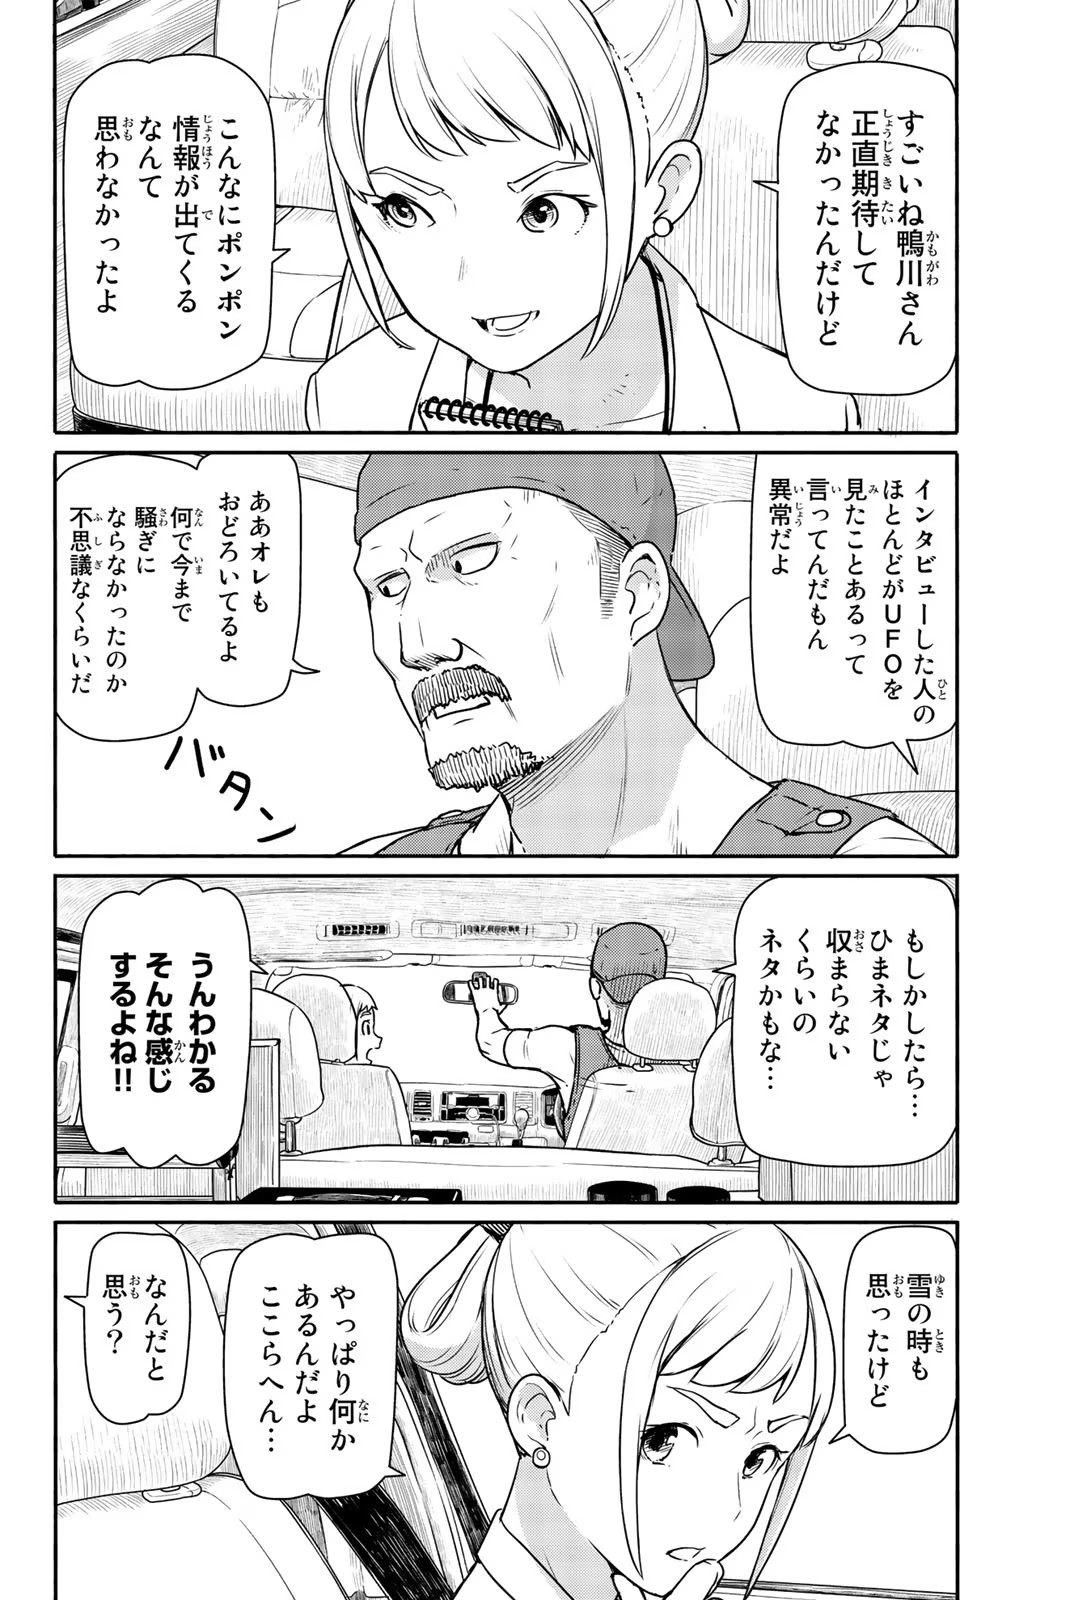 すごいね鴨川さん
正直期待して
なかったんだけど
こんなにポンポン
情報が出てくる
なんて
思わなかったよ
インタビューした人の
ほとんどがUFOを
見たことあるって
言ってんだもん
異常だよ
ああオレも
おどろいてるよ
何で今まで
騒ぎに
ならなかったのか
不思議なくらいだ
バタン
もしかしたら…
ひまネタじゃ
収まらない
くらいの
ネタかもな…
うんわかる
そんな感じ
するよね!!
雪の時も
思ったけど
やっぱり何か
あるんだよ
ここらへん…
なんだと
思う？